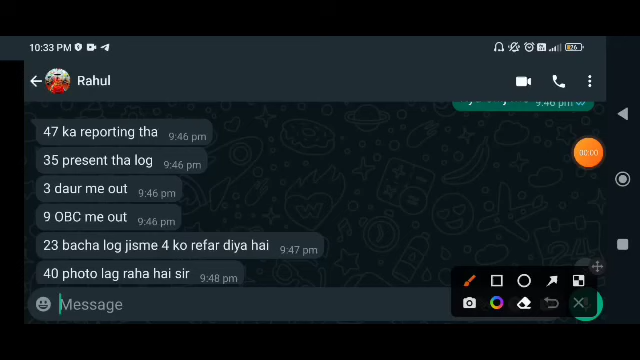 10:33 PM
Rahul
9:46 pm
47 ka reporting tha 9:46 pm
35 present tha log 9:46 pm
3 daur me out 9:46 pm
9 OBC me out 9:46 pm
23 bacha log jisme 4 ko refar diya hai 9:47 pm
40 photo lag raha hai sir 9:48 pm
Message
00:00